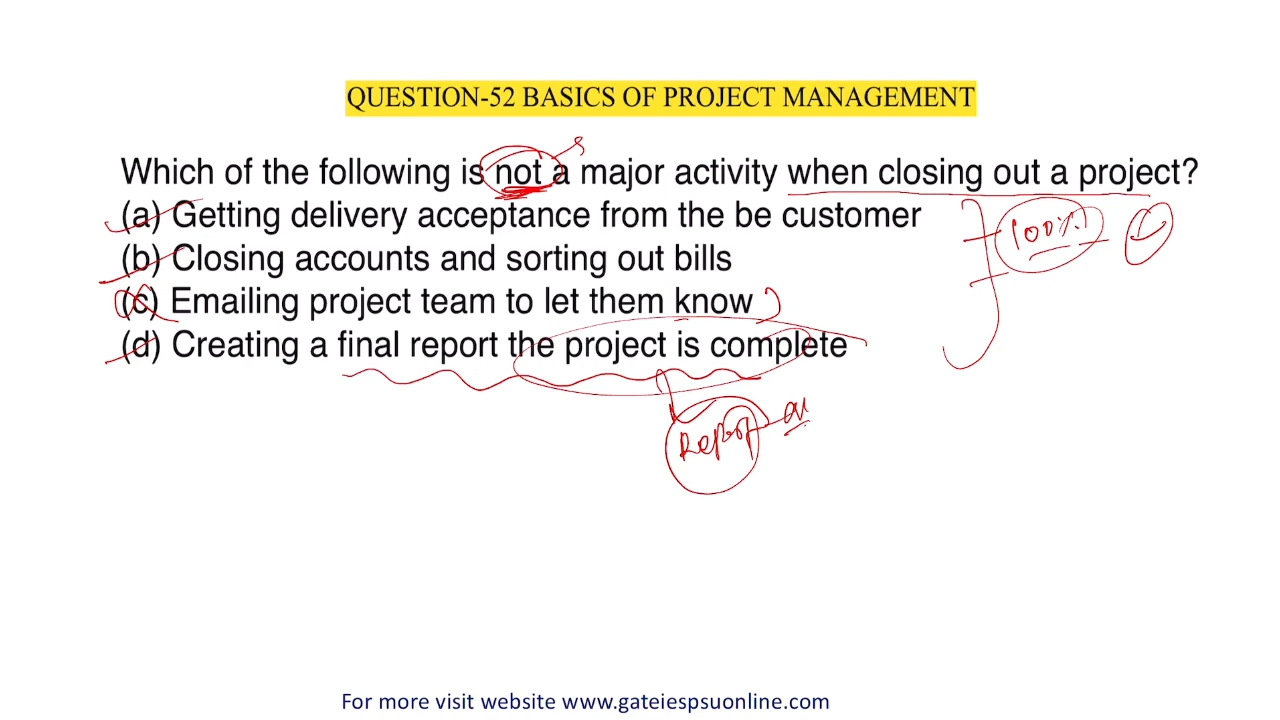 QUESTION-52 BASICS OF PROJECT MANAGEMENT
Which of the following is not a major activity when closing out a project?
(a) Getting delivery acceptance from the be customer
(b) Closing accounts and sorting out bills
100%
(c) Emailing project team to let them know
(d) Creating a final report the project is complete
Report
For more visit website www.gateiespsuonline.com